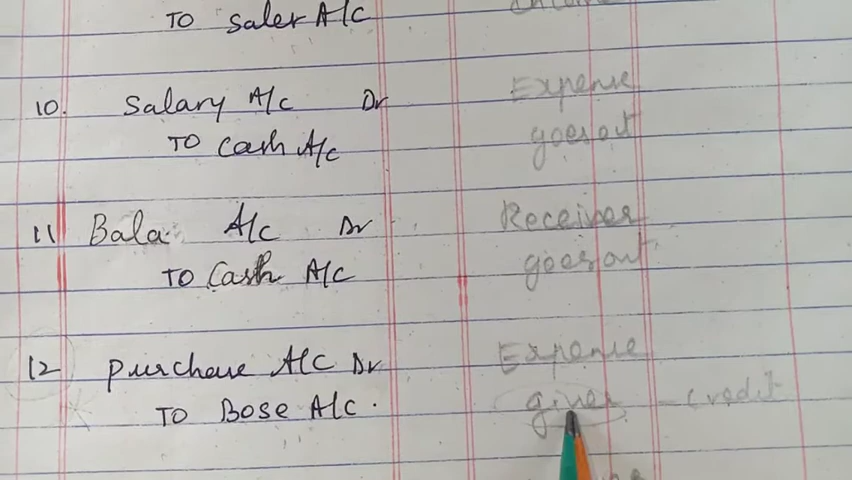 TO Saler A/c
10. Salary A/c Dr Expense
TO Cash A/c goes out
11 Bala A/c Dr Receiver
TO Cash A/c goes out
12 purchase A/c Dr Expense
TO Bose A/c. giver - credit